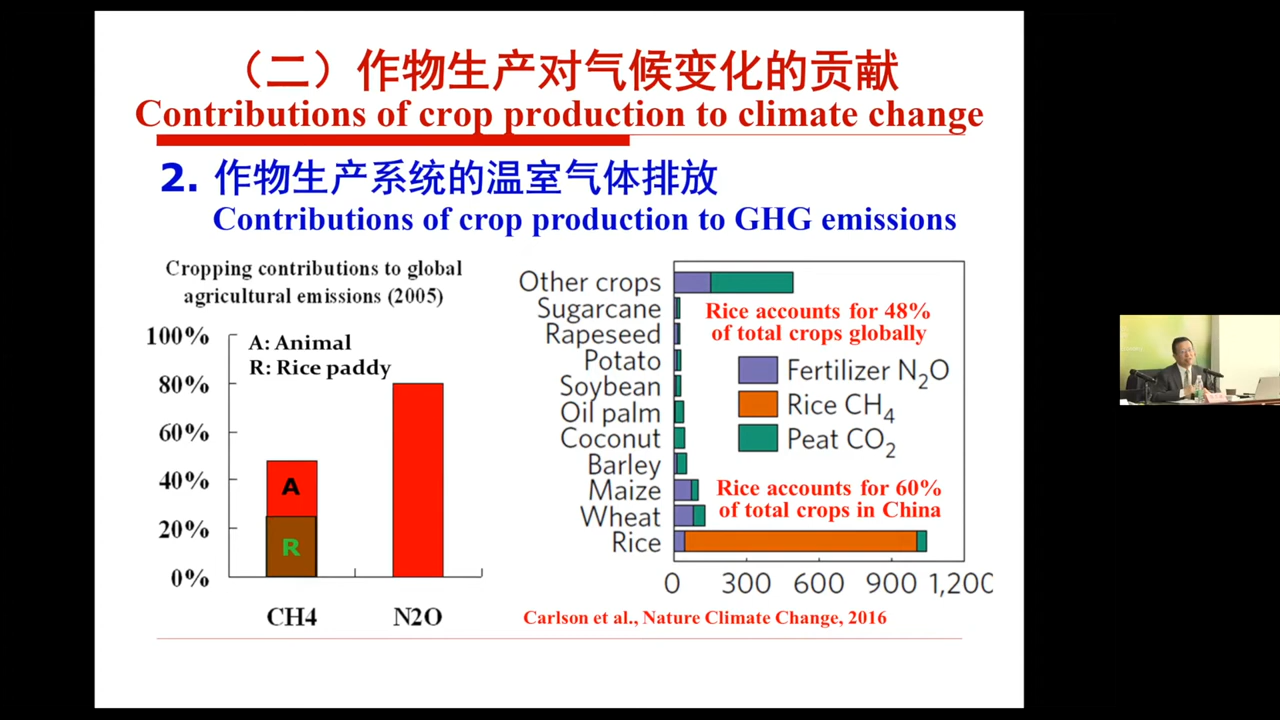 （二）作物生产对气候变化的贡献
Contributions of crop production to climate change
2. 作物生产系统的温室气体排放
Contributions of crop production to GHG emissions
Cropping contributions to global
agricultural emissions (2005)
100%
80%
60%
40%
20%
0%
A: Animal
R: Rice paddy
A
R
CH4
N2O
Other crops
Sugarcane
Rapeseed
Potato
Soybean
Oil palm
Coconut
Barley
Maize
Wheat
Rice
Rice accounts for 48%
of total crops globally
Fertilizer N₂O
Rice CH₄
Peat CO₂
Rice accounts for 60%
of total crops in China
0 300 600 900 1,200
Carlson et al., Nature Climate Change, 2016